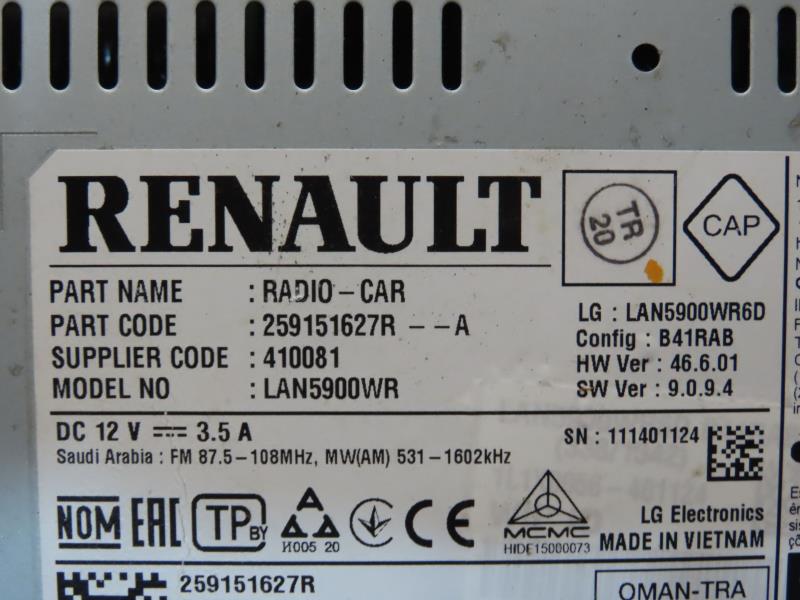 RENAULT
TR
20
CAP
PART NAME : RADIO-CAR
PART CODE : 259151627R --A
SUPPLIER CODE : 410081
MODEL NO : LAN5900WR
LG : LAN5900WR6D
Config : B41RAB
HW Ver : 46.6.01
SW Ver : 9.0.9.4
DC 12 V ⎓ 3.5 A
Saudi Arabia : FM 87.5-108MHz, MW(AM) 531-1602kHz
SN : 111401124
NOM EAC TP BY
И005 20
CE
MCMC
HIDF15000073
LG Electronics
MADE IN VIETNAM
259151627R
OMAN-TRA